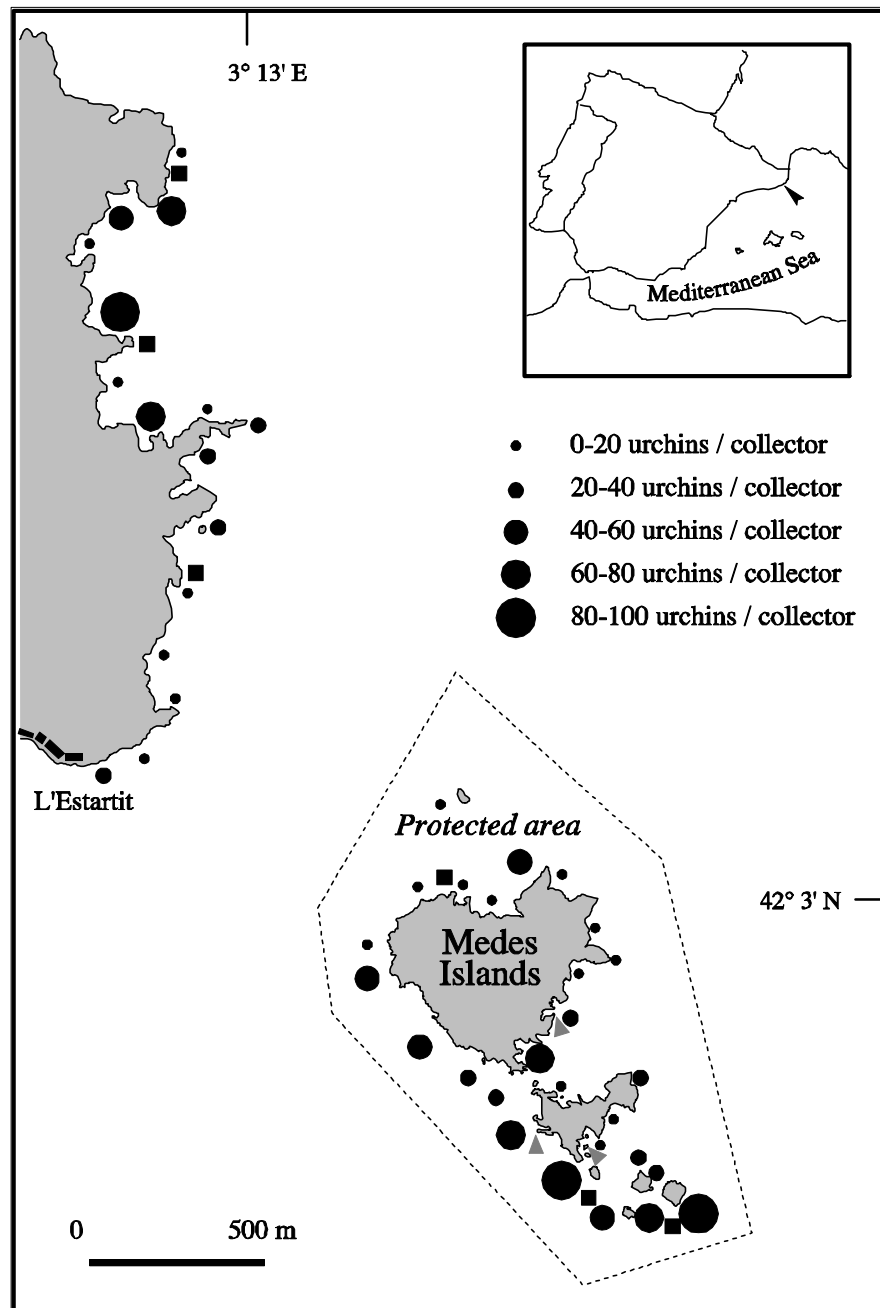 3° 13' E
Mediterranean Sea
0-20 urchins / collector
20-40 urchins / collector
40-60 urchins / collector
60-80 urchins / collector
80-100 urchins / collector
L'Estartit
Protected area
42° 3' N
Medes
Islands
0 500 m